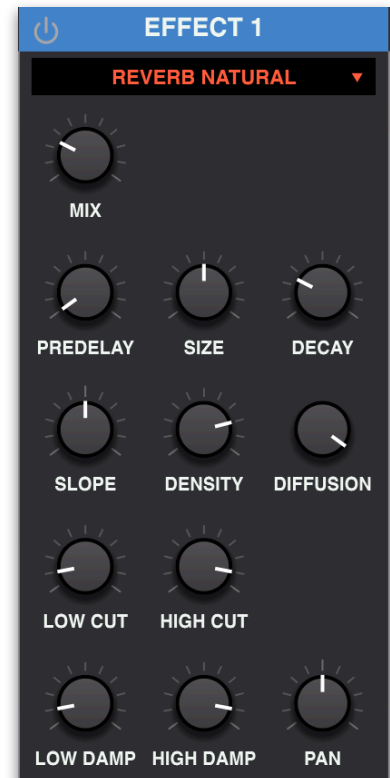 EFFECT 1
REVERB NATURAL
MIX
PREDELAY SIZE DECAY
SLOPE DENSITY DIFFUSION
LOW CUT HIGH CUT
LOW DAMP HIGH DAMP PAN